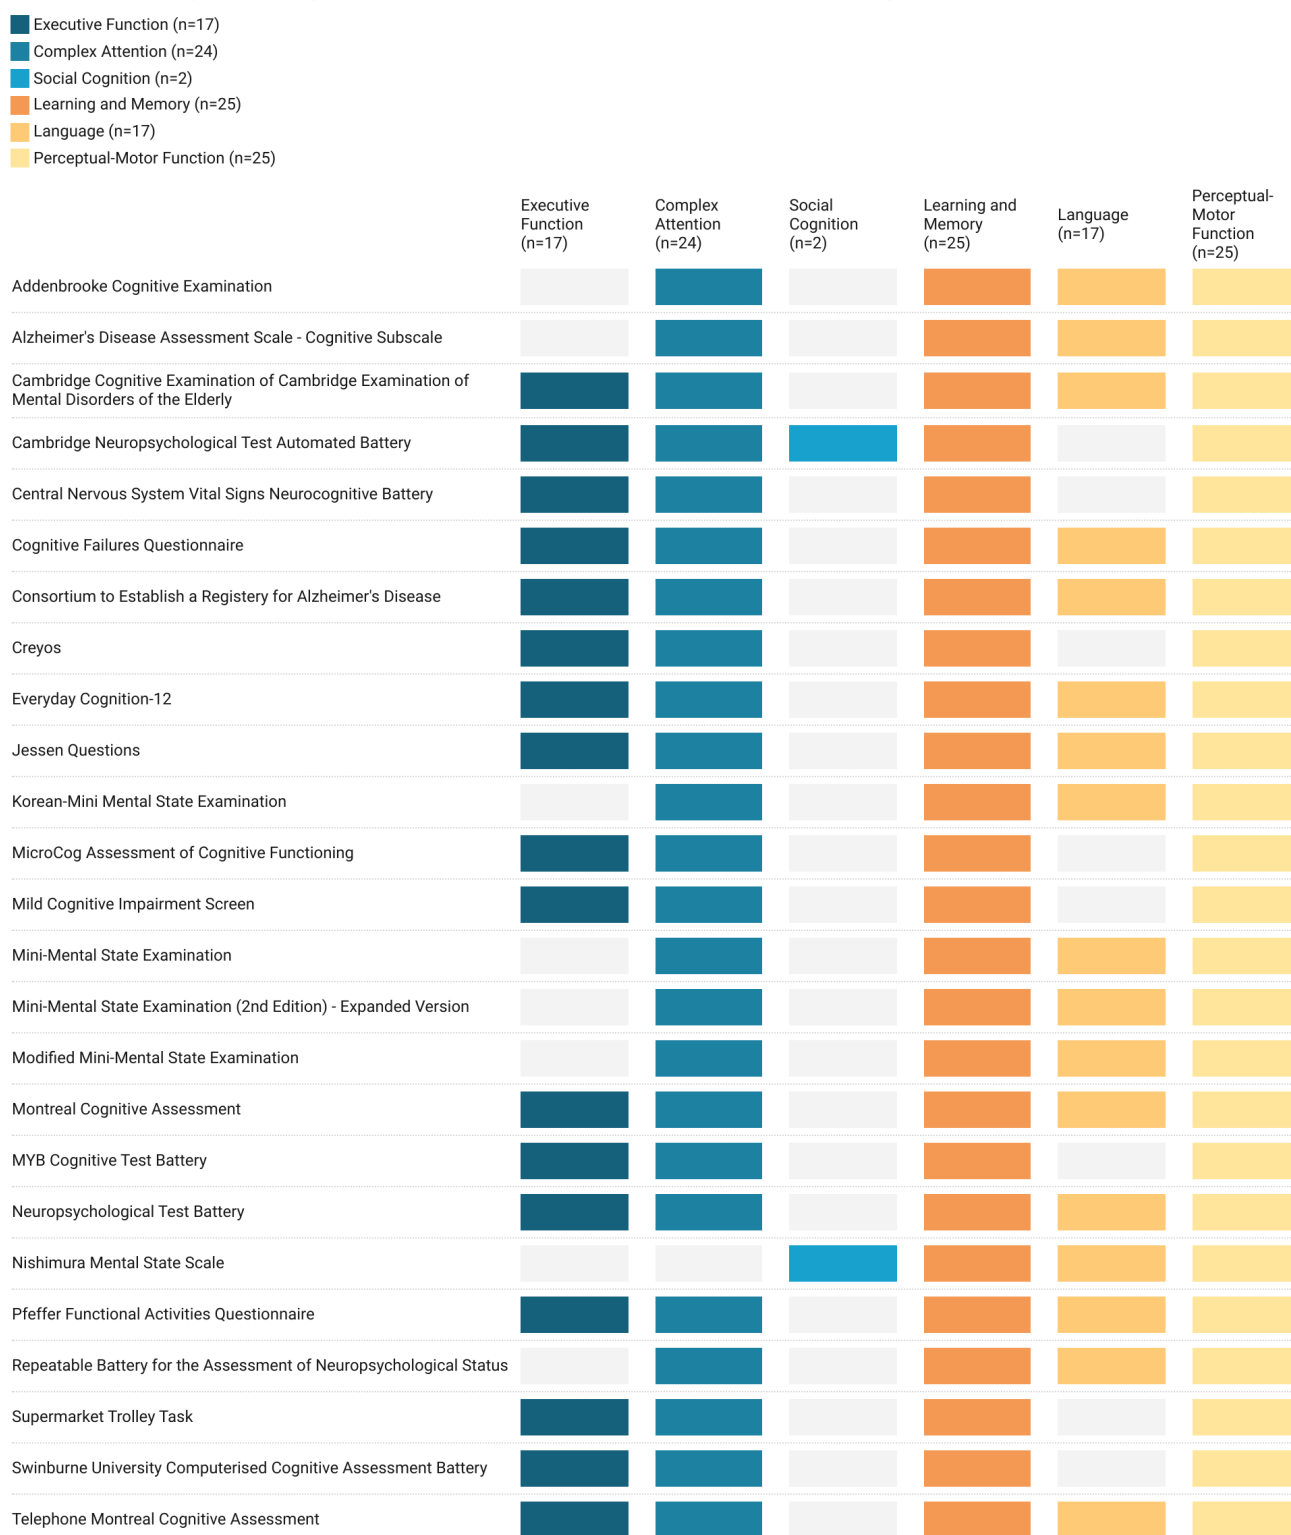 Executive Function (n=17)
Complex Attention (n=24)
Social Cognition (n=2)
Learning and Memory (n=25)
Language (n=17)
Perceptual-Motor Function (n=25)
Executive
Function
(n=17)
Complex
Attention
(n=24)
Social
Cognition
(n=2)
Learning and
Memory
(n=25)
Language
(n=17)
Perceptual-
Motor
Function
(n=25)
Addenbrooke Cognitive Examination
Alzheimer's Disease Assessment Scale - Cognitive Subscale
Cambridge Cognitive Examination of Cambridge Examination of
Mental Disorders of the Elderly
Cambridge Neuropsychological Test Automated Battery
Central Nervous System Vital Signs Neurocognitive Battery
Cognitive Failures Questionnaire
Consortium to Establish a Registery for Alzheimer's Disease
Creyos
Everyday Cognition-12
Jessen Questions
Korean-Mini Mental State Examination
MicroCog Assessment of Cognitive Functioning
Mild Cognitive Impairment Screen
Mini-Mental State Examination
Mini-Mental State Examination (2nd Edition) - Expanded Version
Modified Mini-Mental State Examination
Montreal Cognitive Assessment
MYB Cognitive Test Battery
Neuropsychological Test Battery
Nishimura Mental State Scale
Pfeffer Functional Activities Questionnaire
Repeatable Battery for the Assessment of Neuropsychological Status
Supermarket Trolley Task
Swinburne University Computerised Cognitive Assessment Battery
Telephone Montreal Cognitive Assessment